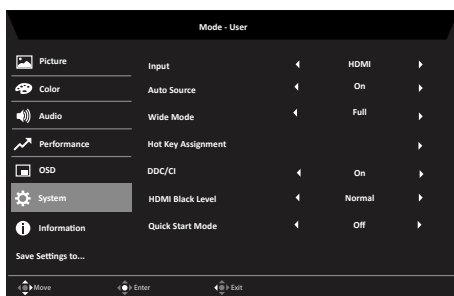 Mode - User
Picture
Input HDMI
Color
Auto Source On
Audio
Wide Mode Full
Performance
Hot Key Assignment
OSD
DDC/CI On
System
HDMI Black Level Normal
Information
Quick Start Mode Off
Save Settings to...
Move Enter Exit